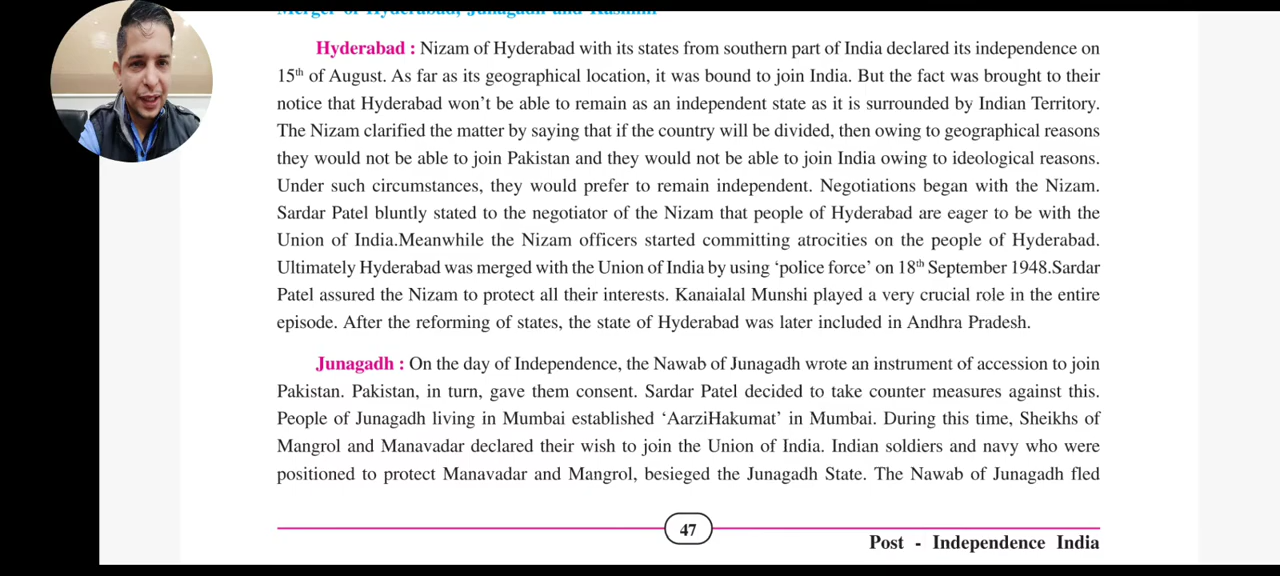 Merger of Hyderabad, Junagadh and Kashmir
Hyderabad : Nizam of Hyderabad with its states from southern part of India declared its independence on
15th of August. As far as its geographical location, it was bound to join India. But the fact was brought to their
notice that Hyderabad won't be able to remain as an independent state as it is surrounded by Indian Territory.
The Nizam clarified the matter by saying that if the country will be divided, then owing to geographical reasons
they would not be able to join Pakistan and they would not be able to join India owing to ideological reasons.
Under such circumstances, they would prefer to remain independent. Negotiations began with the Nizam.
Sardar Patel bluntly stated to the negotiator of the Nizam that people of Hyderabad are eager to be with the
Union of India.Meanwhile the Nizam officers started committing atrocities on the people of Hyderabad.
Ultimately Hyderabad was merged with the Union of India by using ‘police force’ on 18th September 1948.Sardar
Patel assured the Nizam to protect all their interests. Kanaialal Munshi played a very crucial role in the entire
episode. After the reforming of states, the state of Hyderabad was later included in Andhra Pradesh.
Junagadh : On the day of Independence, the Nawab of Junagadh wrote an instrument of accession to join
Pakistan. Pakistan, in turn, gave them consent. Sardar Patel decided to take counter measures against this.
People of Junagadh living in Mumbai established ‘AarziHakumat’ in Mumbai. During this time, Sheikhs of
Mangrol and Manavadar declared their wish to join the Union of India. Indian soldiers and navy who were
positioned to protect Manavadar and Mangrol, besieged the Junagadh State. The Nawab of Junagadh fled
47
Post - Independence India